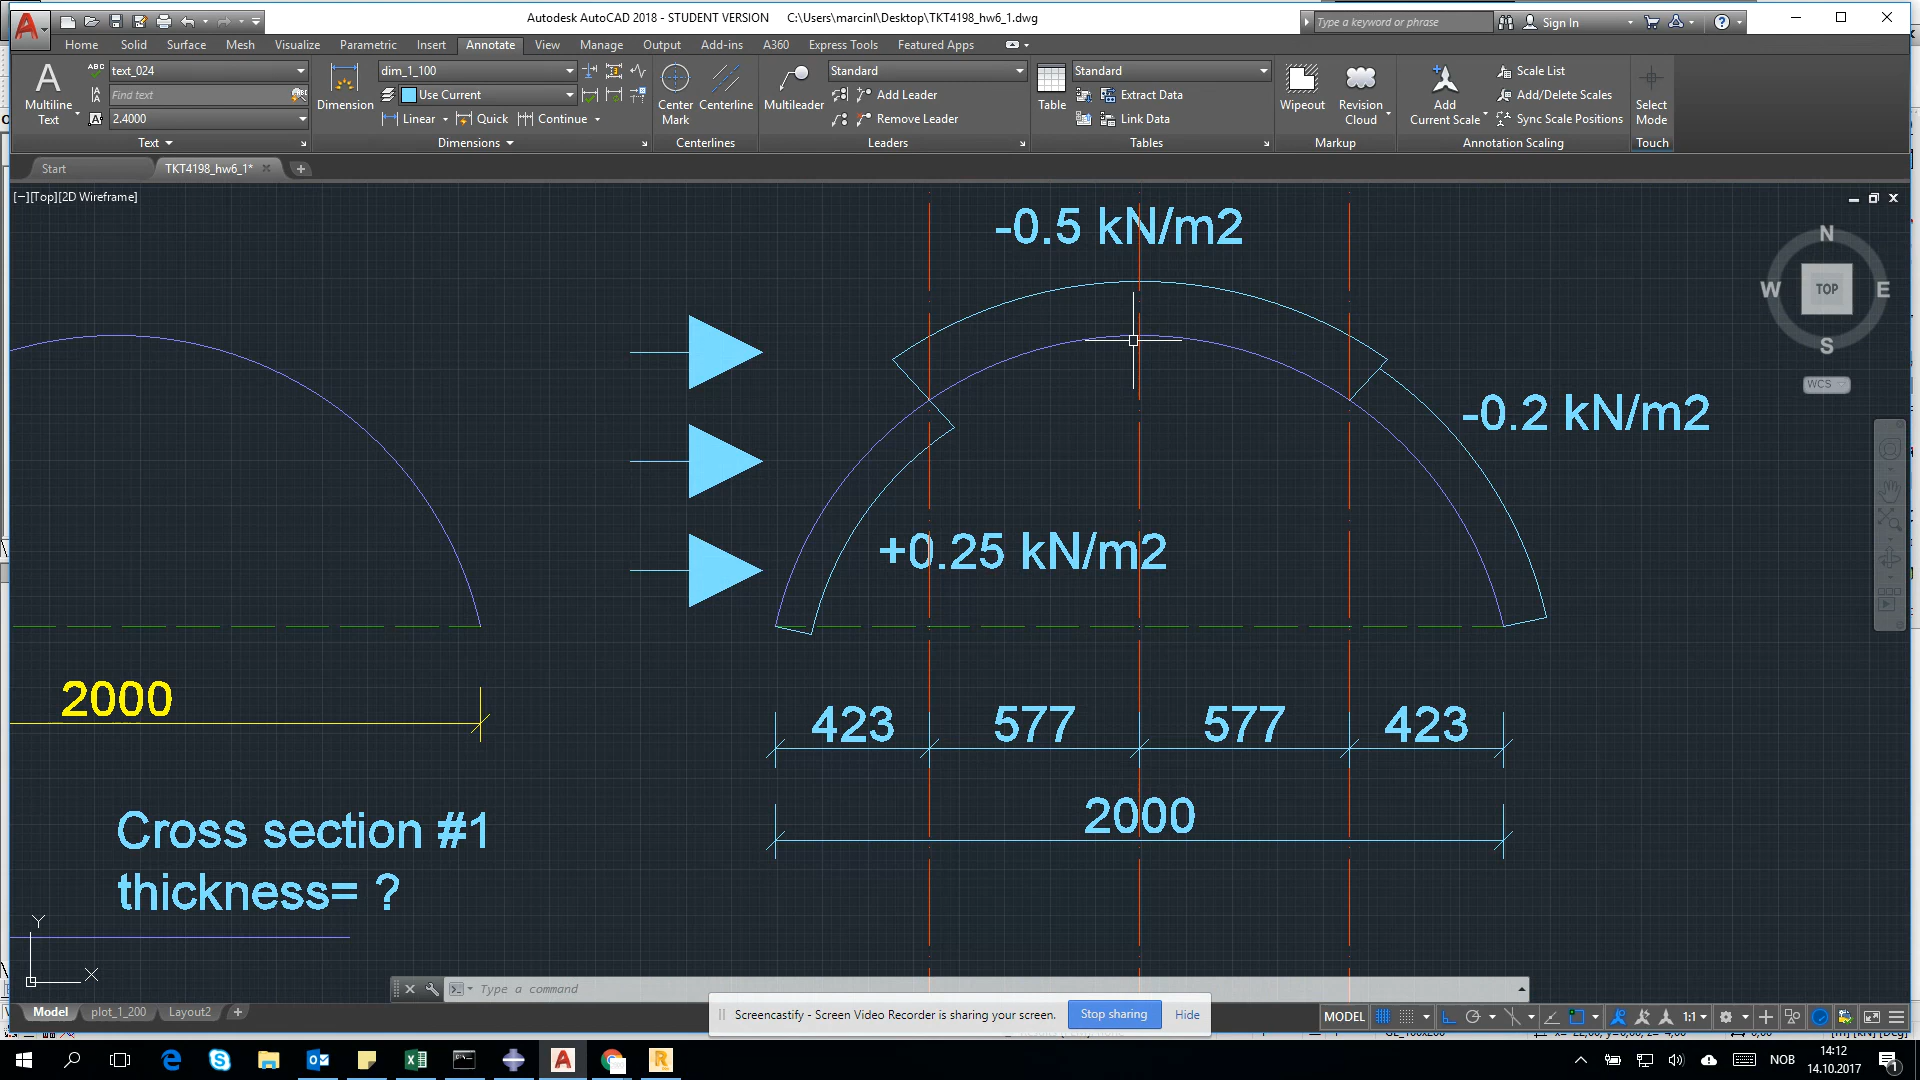 Autodesk AutoCAD 2018 - STUDENT VERSION C:\Users\marcinl\Desktop\TKT4198_hw6_1.dwg
Type a keyword or phrase
Sign In
Home Solid Surface Mesh Visualize Parametric Insert Annotate View Manage Output Add-ins A360 Express Tools Featured Apps
Multiline
Text
ABC
text_024
Find text
2.4000
Text
Dimension
dim_1_100
Use Current
Linear Quick Continue
Dimensions
Center
Mark
Centerline
Centerlines
Multileader
Standard
Add Leader
Remove Leader
Leaders
Table
Standard
Extract Data
Link Data
Tables
Wipeout
Revision
Cloud
Markup
Add
Current Scale
Scale List
Add/Delete Scales
Sync Scale Positions
Annotation Scaling
Select
Mode
Touch
Start
TKT4198_hw6_1*
[−][Top][2D Wireframe]
N
W TOP E
S
WCS
-0.5 kN/m2
-0.2 kN/m2
+0.25 kN/m2
423 577 577 423
2000
2000
Cross section #1
thickness= ?
Y
X
Type a command
Model plot_1_200 Layout2 +
Screencastify - Screen Video Recorder is sharing your screen.
Stop sharing
Hide
MODEL
1:1
NOB
14:12
14.10.2017
1